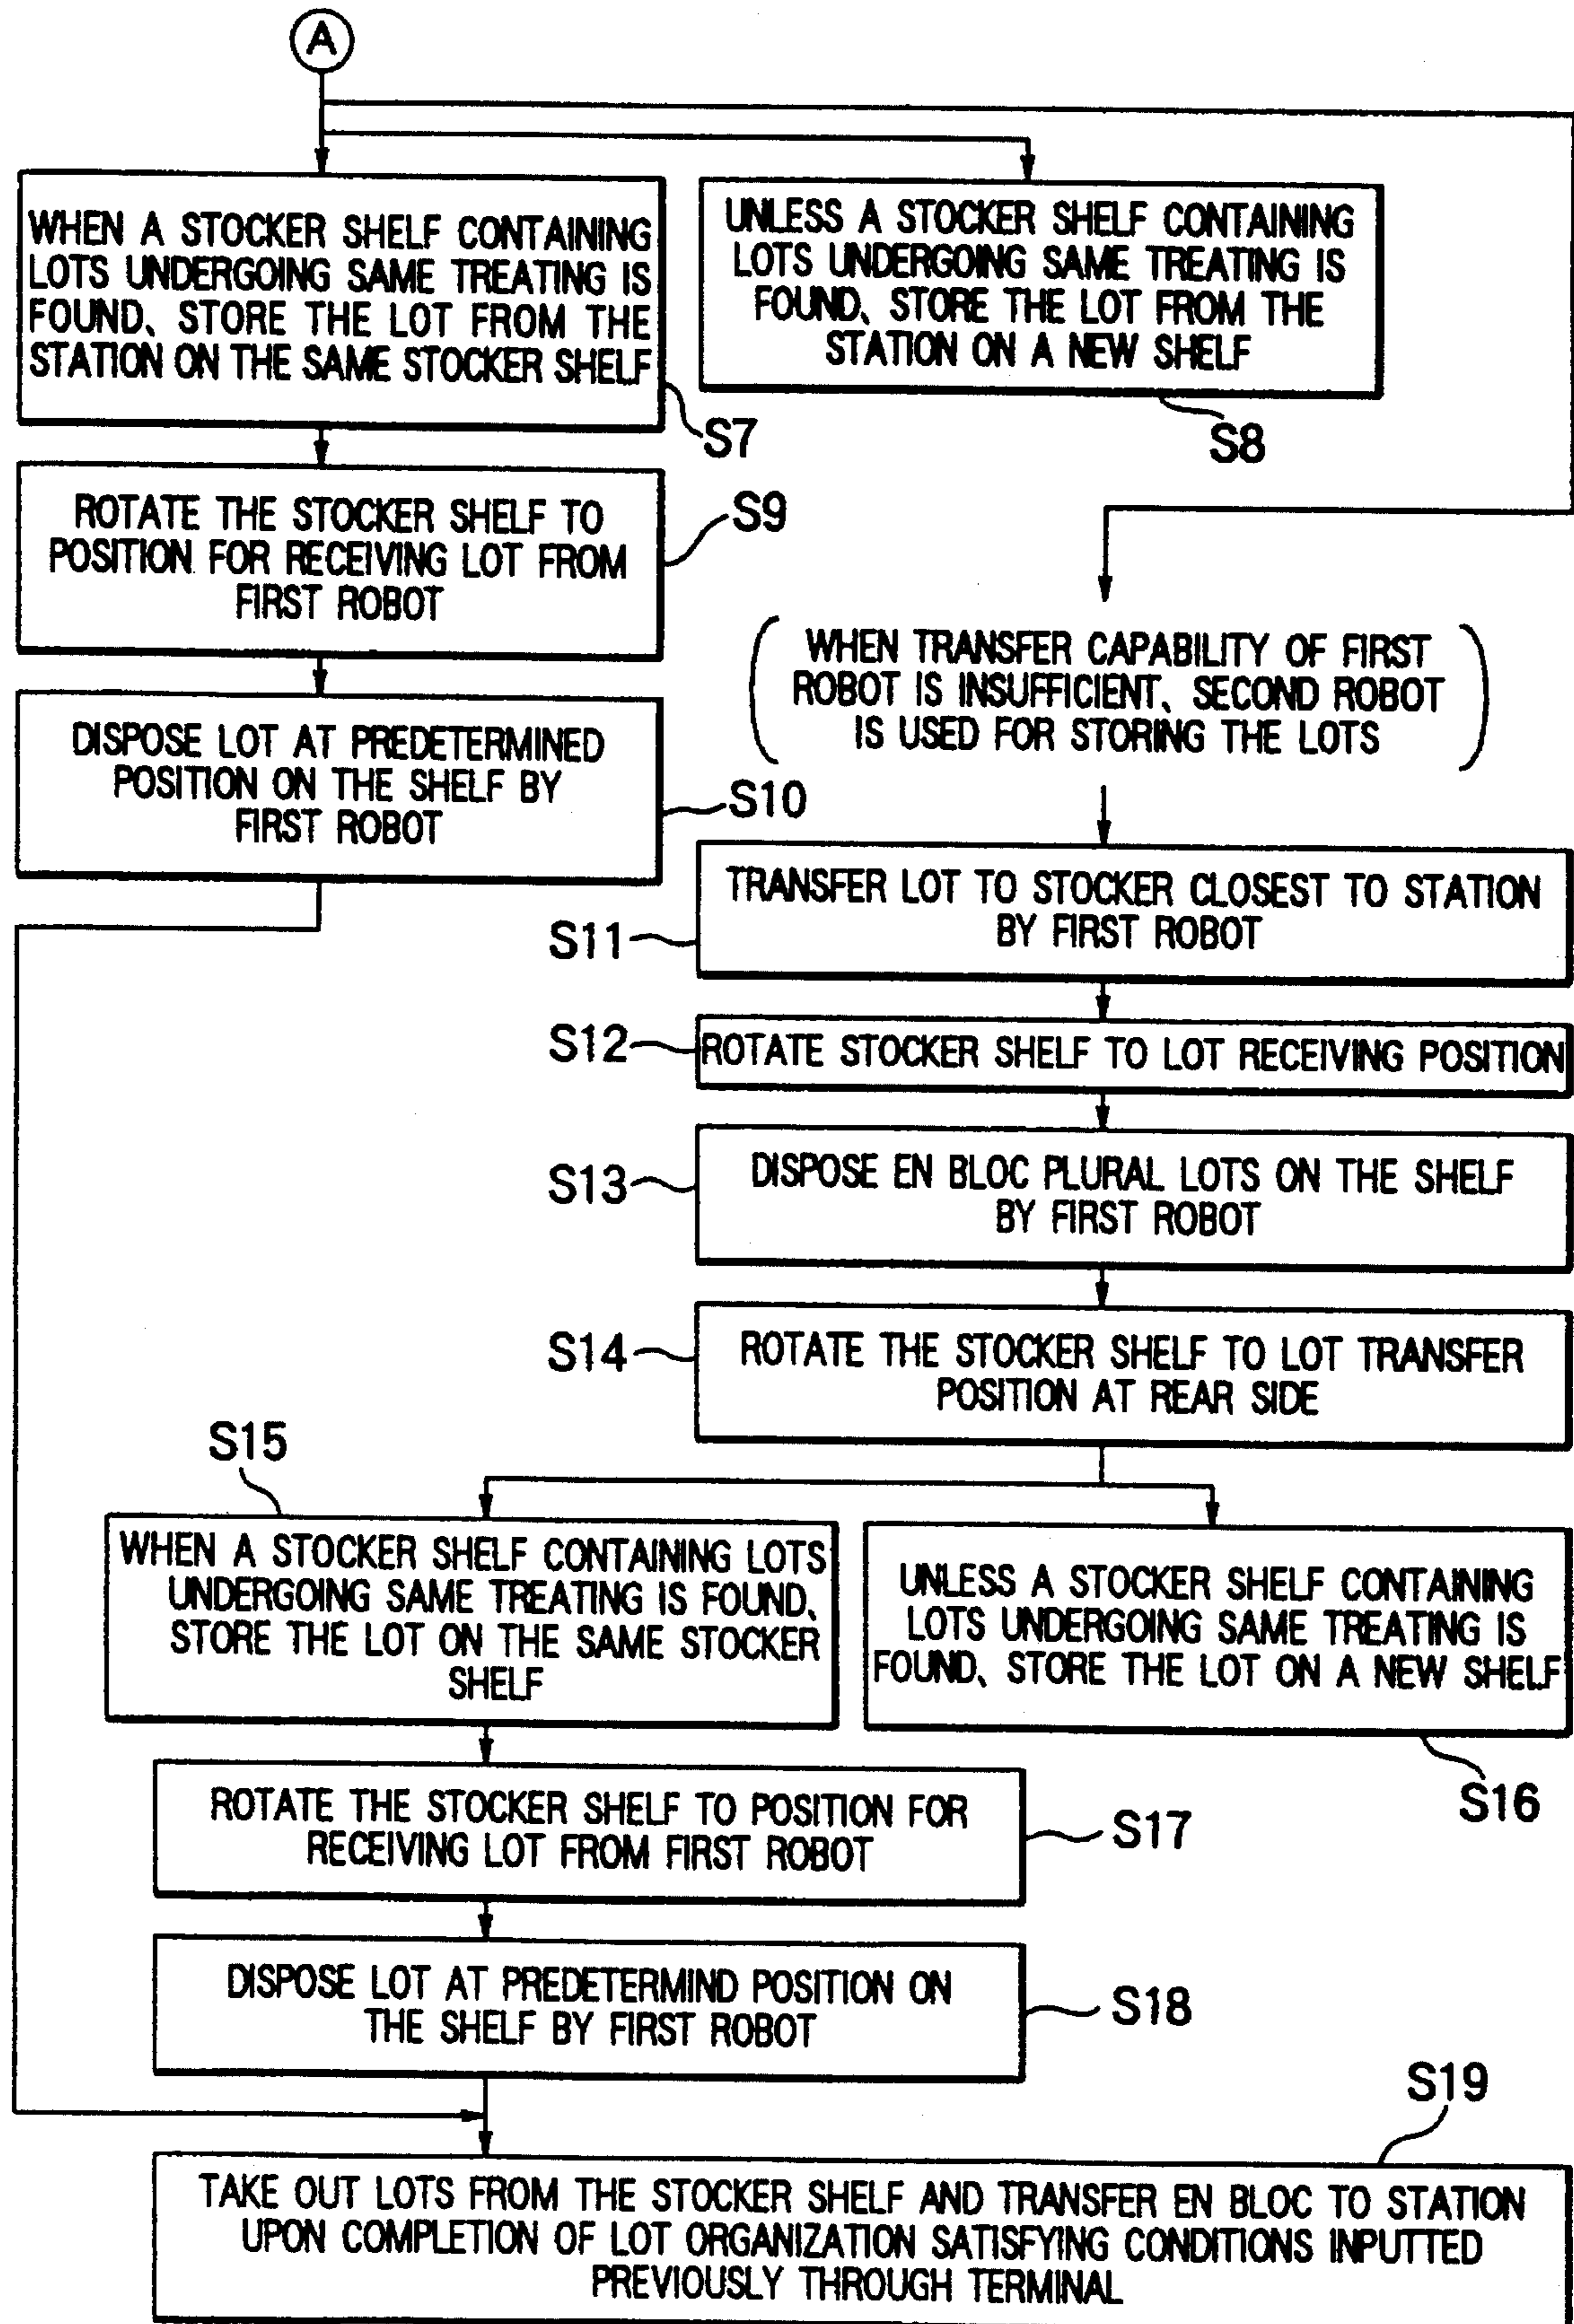 A
WHEN A STOCKER SHELF CONTAINING
LOTS UNDERGOING SAME TREATING IS
FOUND, STORE THE LOT FROM THE
STATION ON THE SAME STOCKER SHELF
S7
UNLESS A STOCKER SHELF CONTAINING
LOTS UNDERGOING SAME TREATING IS
FOUND, STORE THE LOT FROM THE
STATION ON A NEW SHELF
S8
ROTATE THE STOCKER SHELF TO
POSITION FOR RECEIVING LOT FROM
FIRST ROBOT
S9
DISPOSE LOT AT PREDETERMINED
POSITION ON THE SHELF BY
FIRST ROBOT
S10
( WHEN TRANSFER CAPABILITY OF FIRST
ROBOT IS INSUFFICIENT, SECOND ROBOT
IS USED FOR STORING THE LOTS )
TRANSFER LOT TO STOCKER CLOSEST TO STATION
BY FIRST ROBOT
S11
S12
ROTATE STOCKER SHELF TO LOT RECEIVING POSITION
DISPOSE EN BLOC PLURAL LOTS ON THE SHELF
BY FIRST ROBOT
S13
ROTATE THE STOCKER SHELF TO LOT TRANSFER
POSITION AT REAR SIDE
S14
S15
WHEN A STOCKER SHELF CONTAINING LOTS
UNDERGOING SAME TREATING IS FOUND,
STORE THE LOT ON THE SAME STOCKER
SHELF
UNLESS A STOCKER SHELF CONTAINING
LOTS UNDERGOING SAME TREATING IS
FOUND, STORE THE LOT ON A NEW SHELF
S16
ROTATE THE STOCKER SHELF TO POSITION FOR
RECEIVING LOT FROM FIRST ROBOT
S17
DISPOSE LOT AT PREDETERMIND POSITION ON
THE SHELF BY FIRST ROBOT
S18
S19
TAKE OUT LOTS FROM THE STOCKER SHELF AND TRANSFER EN BLOC TO STATION
UPON COMPLETION OF LOT ORGANIZATION SATISFYING CONDITIONS INPUTTED
PREVIOUSLY THROUGH TERMINAL